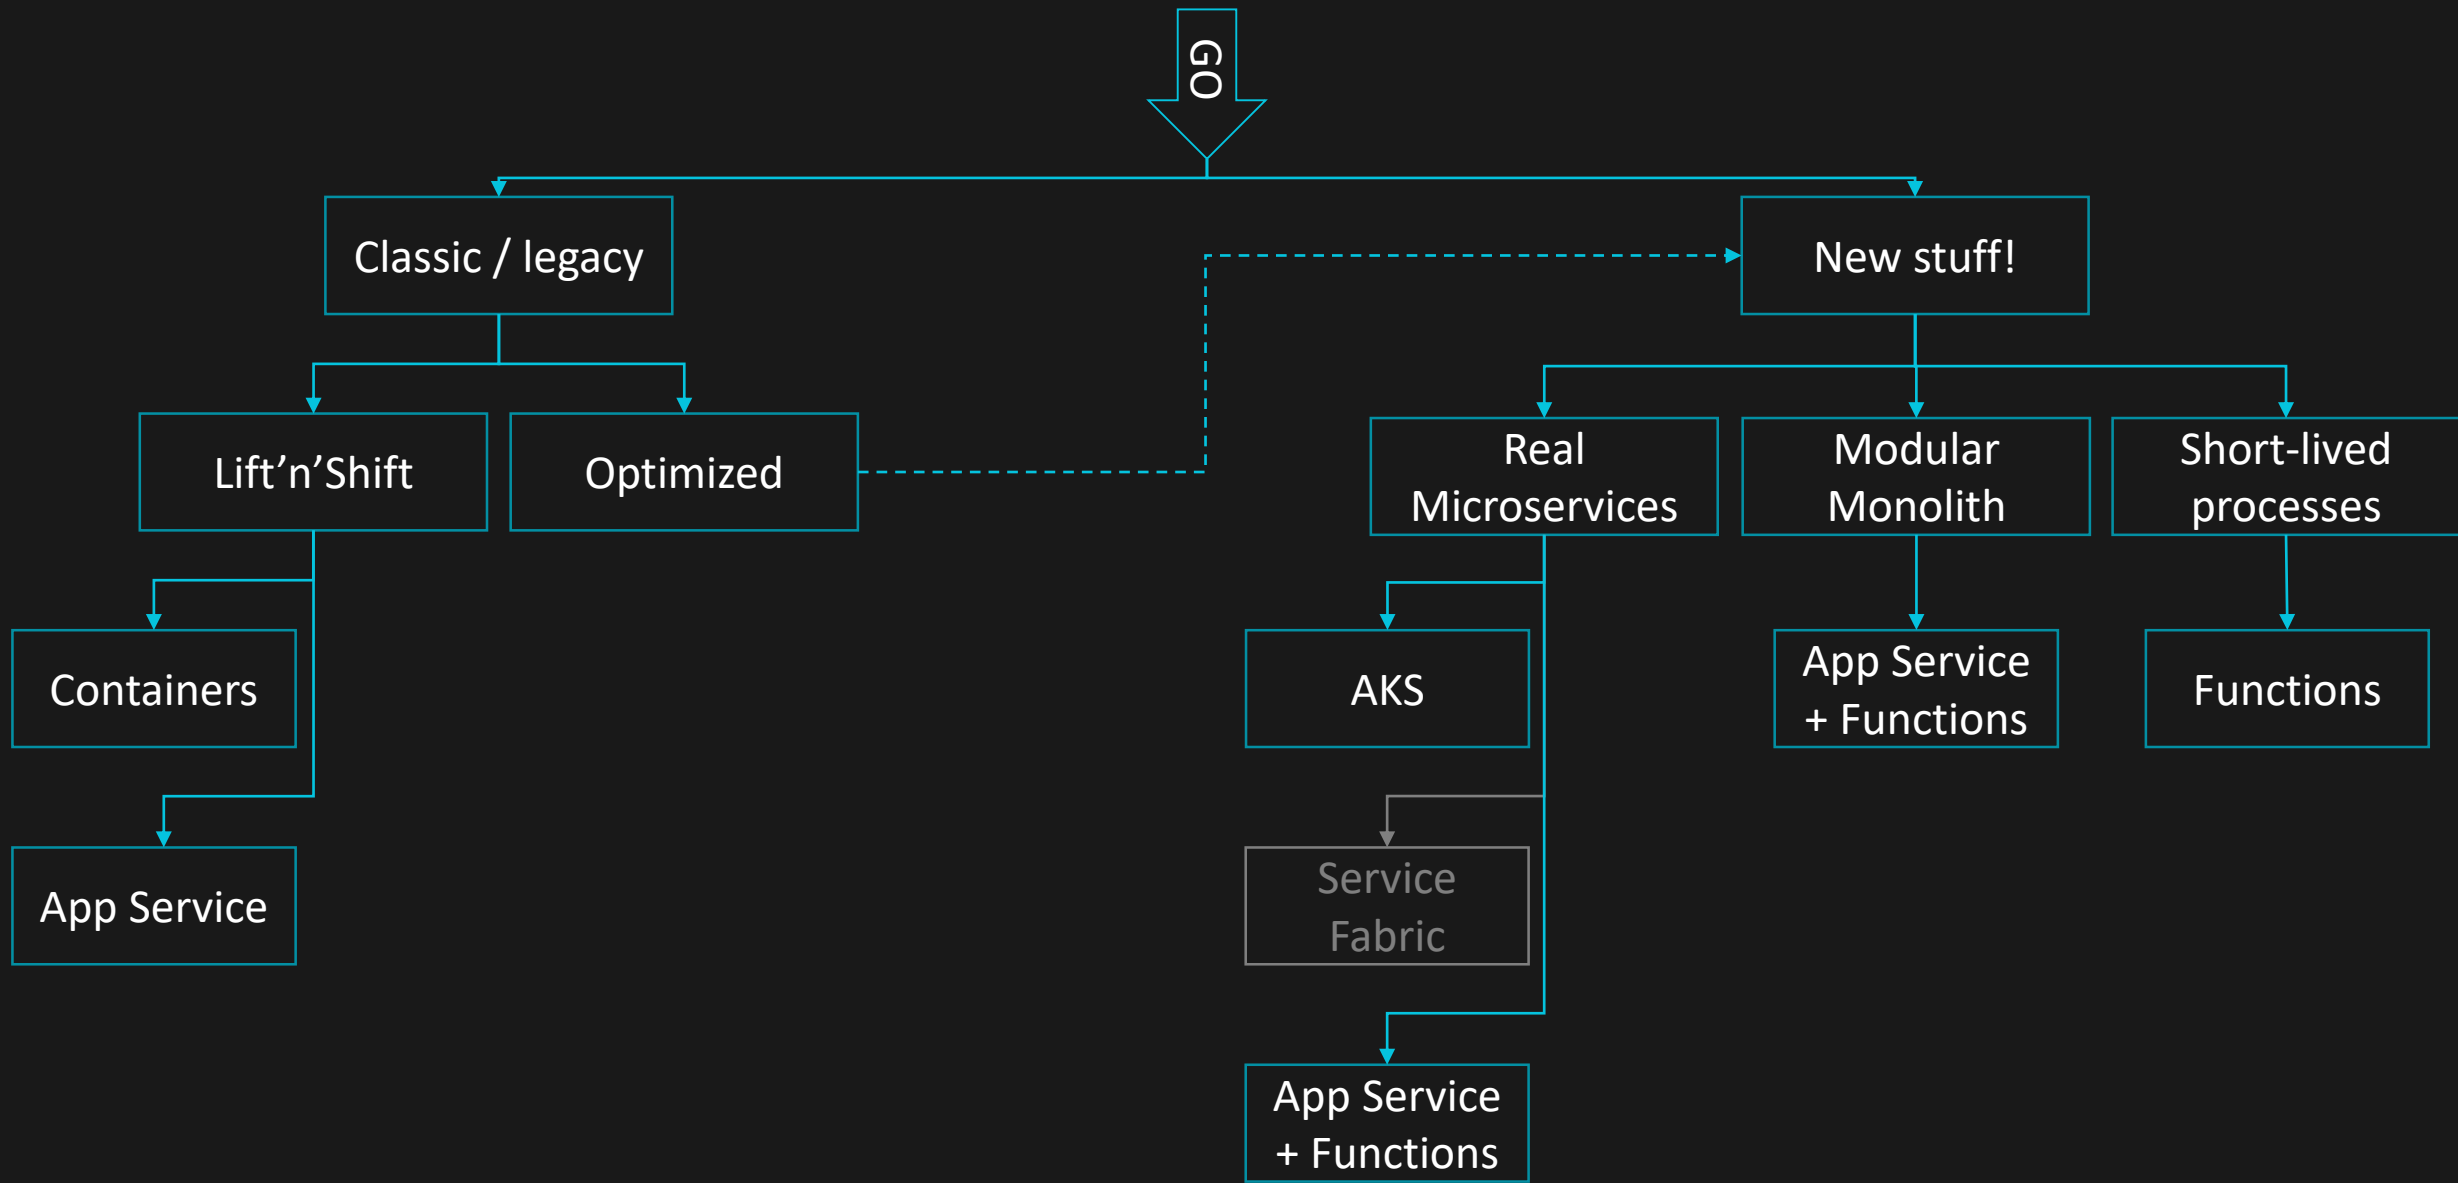 GO
Classic / legacy
New stuff!
Lift’n’Shift
Optimized
Real
Microservices
Modular
Monolith
Short-lived
processes
Containers
AKS
App Service
+ Functions
Functions
App Service
Service
Fabric
App Service
+ Functions